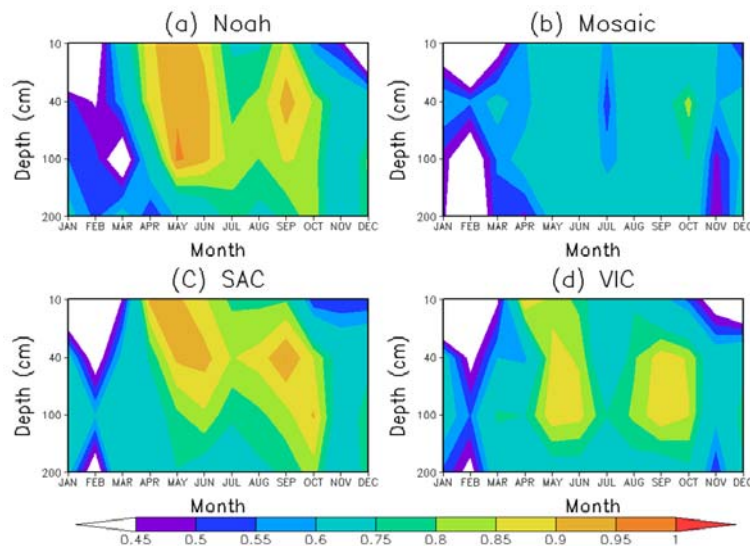 (a) Noah
(b) Mosaic
Depth (cm)
10
40
100
200
JAN FEB MAR APR MAY JUN JUL AUG SEP OCT NOV DEC
Month
Depth (cm)
10
40
100
200
JAN FEB MAR APR MAY JUN JUL AUG SEP OCT NOV DEC
Month
(C) SAC
(d) VIC
Depth (cm)
10
40
100
200
JAN FEB MAR APR MAY JUN JUL AUG SEP OCT NOV DEC
Month
Depth (cm)
10
40
100
200
JAN FEB MAR APR MAY JUN JUL AUG SEP OCT NOV DEC
Month
0.45 0.5 0.55 0.6 0.75 0.8 0.85 0.9 0.95 1